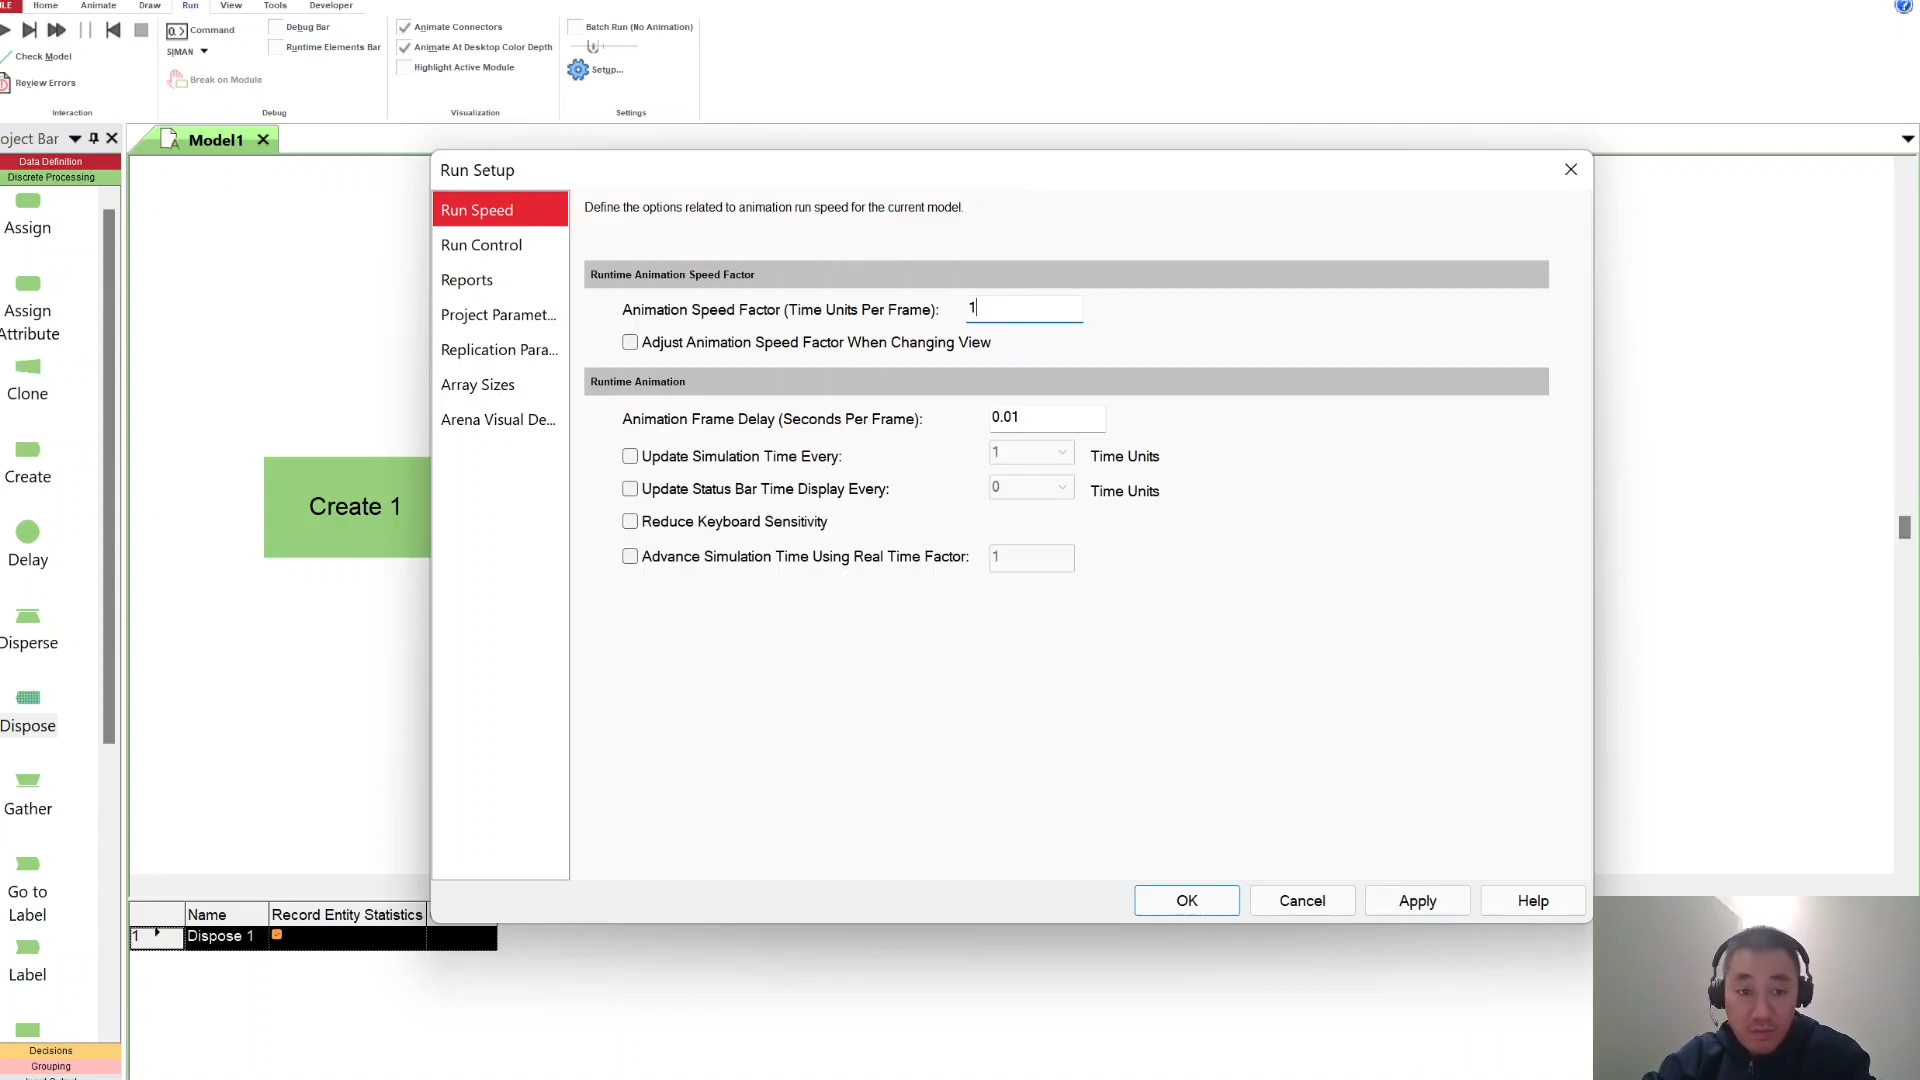 ILE Home Animate Draw Run View Tools Developer
Command
SIMAN
Break on Module
Debug Bar
Runtime Elements Bar
Animate Connectors
Animate At Desktop Color Depth
Highlight Active Module
Batch Run (No Animation)
Setup...
Check Model
Review Errors
Interaction Debug Visualization Settings
oject Bar
Model1
Data Definition
Discrete Processing
Assign
Assign
Attribute
Clone
Create
Delay
Disperse
Dispose
Gather
Go to
Label
Label
Decisions
Grouping
Create 1
Run Setup
Run Speed
Run Control
Reports
Project Paramet...
Replication Para...
Array Sizes
Arena Visual De...
Define the options related to animation run speed for the current model.
Runtime Animation Speed Factor
Animation Speed Factor (Time Units Per Frame): 1
Adjust Animation Speed Factor When Changing View
Runtime Animation
Animation Frame Delay (Seconds Per Frame): 0.01
Update Simulation Time Every: 1 Time Units
Update Status Bar Time Display Every: 0 Time Units
Reduce Keyboard Sensitivity
Advance Simulation Time Using Real Time Factor: 1
OK Cancel Apply Help
Name Record Entity Statistics
1 Dispose 1